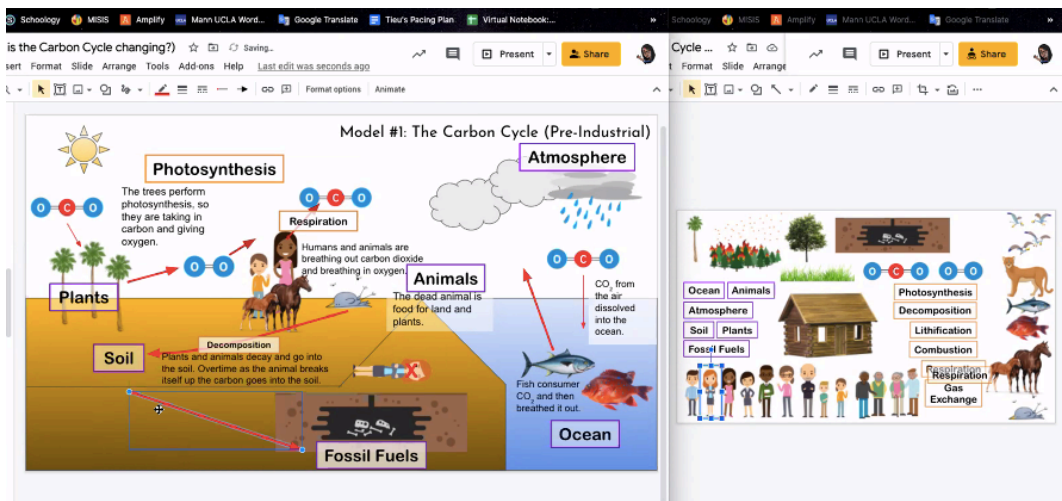 Schoology MISIS Amplify Mann UCLA Word... Google Translate Tieu's Pacing Plan Virtual Notebook:... »
is the Carbon Cycle changing?) Saving...
sert Format Slide Arrange Tools Add-ons Help Last edit was seconds ago
Present Share
Format options Animate
Model #1: The Carbon Cycle (Pre-Industrial)
Atmosphere
Photosynthesis
The trees perform
photosynthesis, so
they are taking in
carbon and giving
oxygen.
O C O
O C O
Respiration
Humans and animals are
breathing out carbon dioxide
and breathing in oxygen.
O O
Plants
Animals
The dead animal is
food for land and
plants.
O C O
CO2 from
the air
dissolved
into the
ocean.
Decomposition
Soil
Plants and animals decay and go into
the soil. Overtime as the animal breaks
itself up the carbon goes into the soil.
Fish consumer
CO2 and then
breathed it out.
Ocean
Fossil Fuels
Schoology MISIS Amplify Mann UCLA Word... Google Translate
Cycle ...
t Format Slide Arrange
Present Share
O C O O O
Ocean Animals
Atmosphere
Soil Plants
Fossil Fuels
Photosynthesis
Decomposition
Lithification
Combustion
Respiration
Respiration
Gas
Exchange